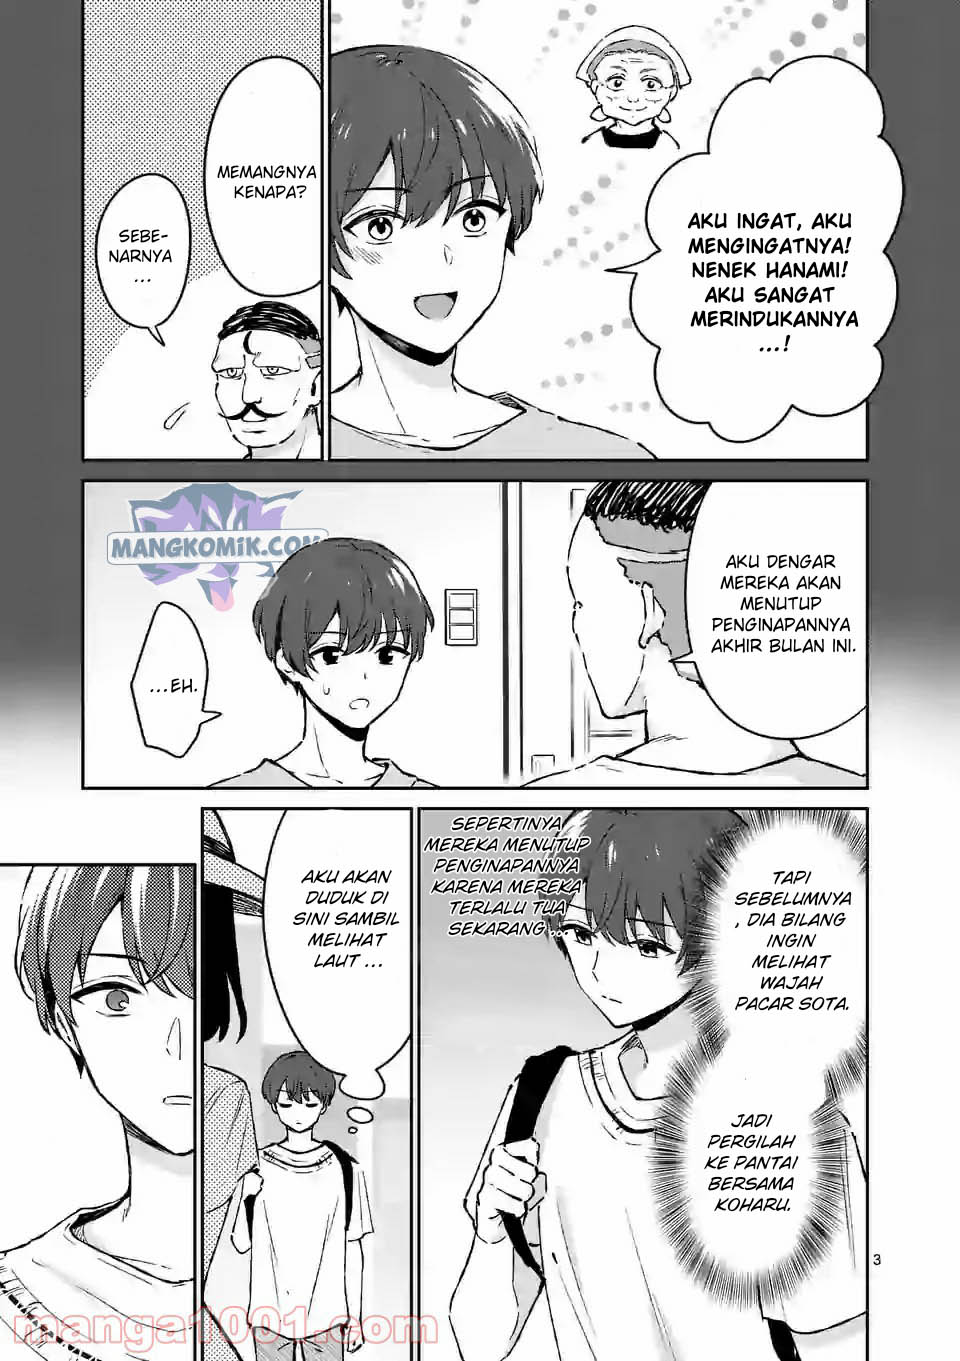 AKU INGAT, AKU
MENGINGATNYA!
NENEK HANAMI!
AKU SANGAT
MERINDUKANNYA
...!
MEMANGNYA
KENAPA?
SEBE-
NARNYA
...
AKU DENGAR
MEREKA AKAN
MENUTUP
PENGINAPANNYA
AKHIR BULAN INI.
MANGKOMIK.COM
...EH.
TAPI
SEBELUMNYA
, DIA BILANG
INGIN
MELIHAT
WAJAH
PACAR SOTA.
JADI
PERGILAH
KE PANTAI
BERSAMA
KOHARU.
SEPERTINYA
MEREKA MENUTUP
PENGINAPANNYA
KARENA MEREKA
TERLALU TUA
SEKARANG ...
AKU AKAN
DUDUK DI
SINI SAMBIL
MELIHAT
LAUT ...
3
manga1001.com